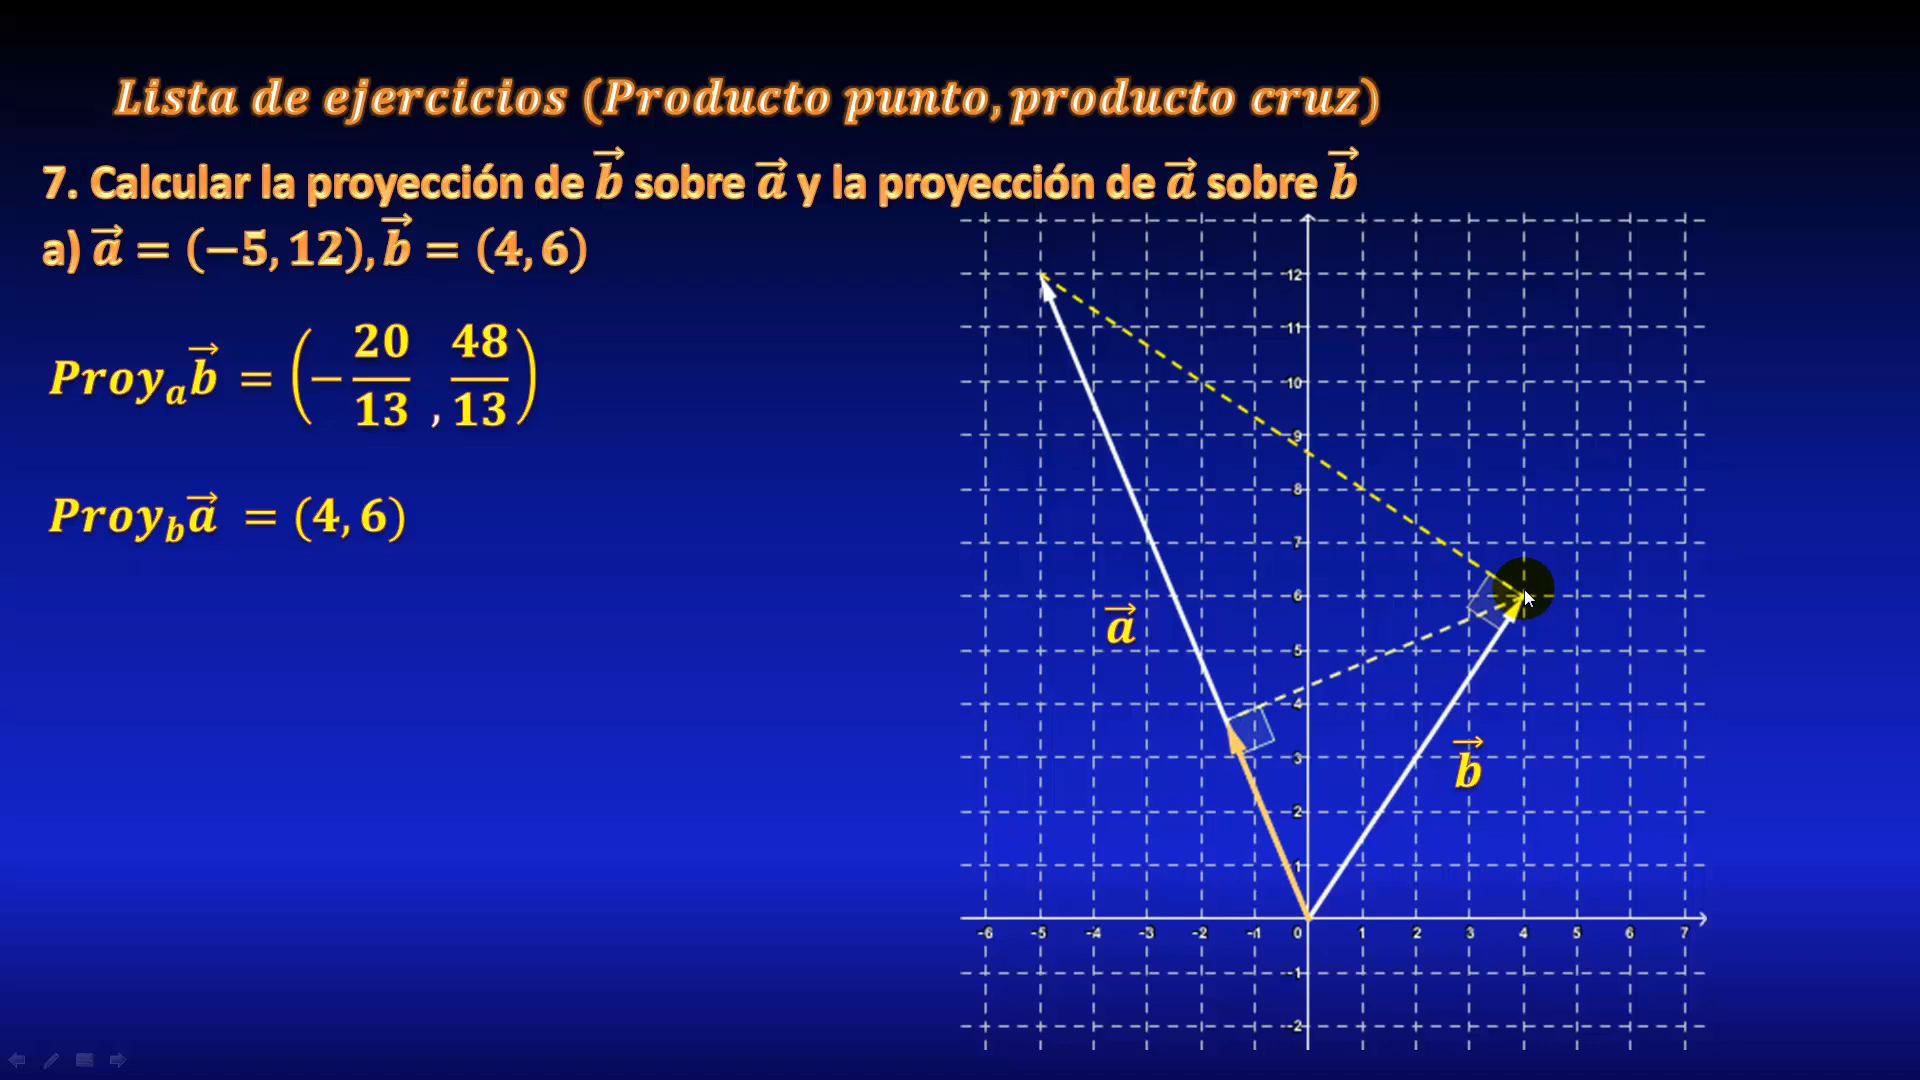 Lista de ejercicios (Producto punto, producto cruz)
7. Calcular la proyección de b⃗ sobre a⃗ y la proyección de a⃗ sobre b⃗
a) a⃗ = (−5, 12), b⃗ = (4, 6)
Proy_a b⃗ = (−20/13 , 48/13)
Proy_b a⃗ = (4, 6)
12
11
10
9
8
7
6
a⃗
5
4
3
b⃗
2
1
-6 -5 -4 -3 -2 -1 0 1 2 3 4 5 6 7
-1
-2